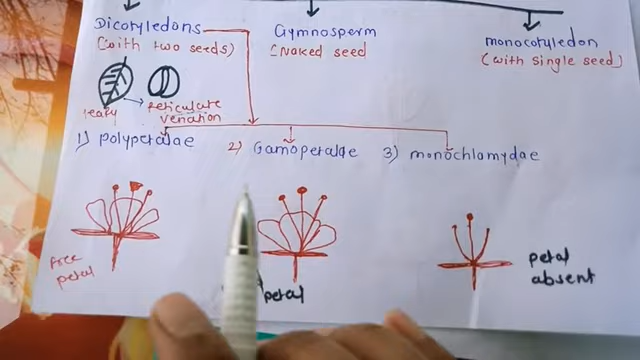 Dicotyledons
(with two seeds)
Gymnosperm
(Naked seed
monocotyledon
(with single seed)
leafy
reticulate
venation
1) Polypetalae
2) Gamopetalae
3) monochlamydae
free
petal
petal
petal
absent